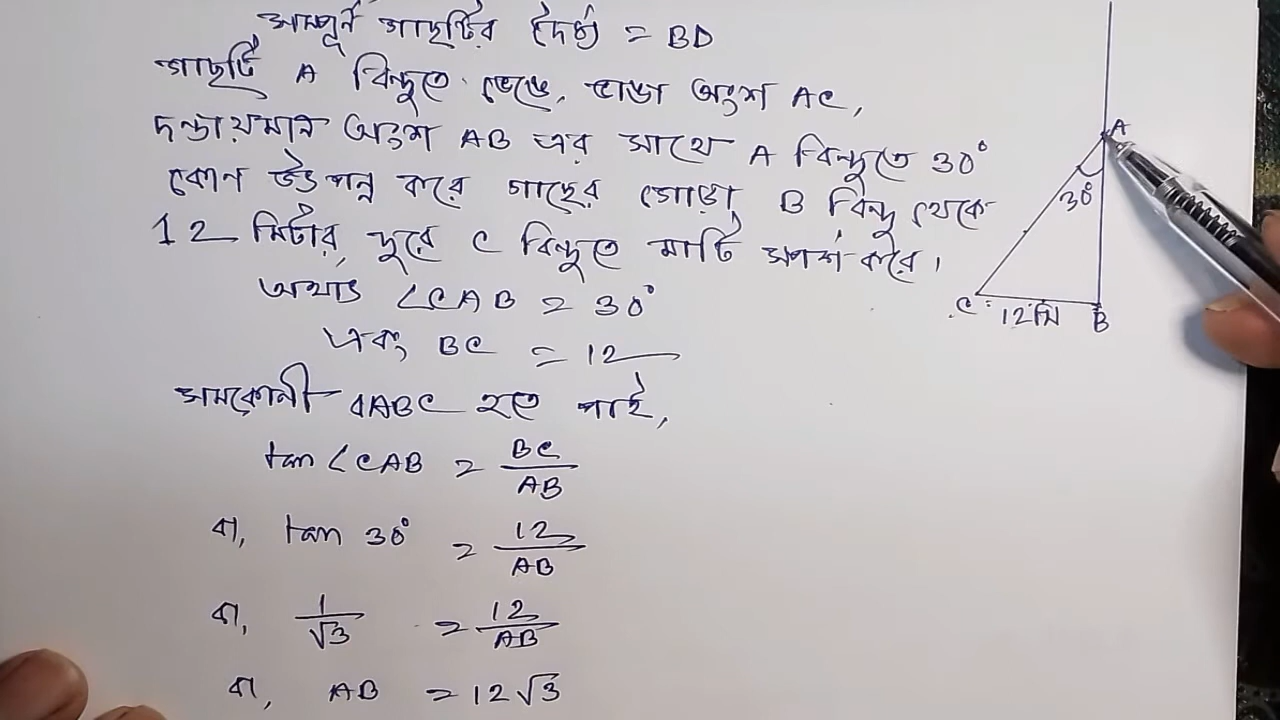 সম্পূর্ন গাছটির দৈর্ঘ্য = BD
গাছটি A বিন্দুতে ভেঙে, ভাঙা অংশ AC,
দন্ডায়মান অংশ AB এর সাথে A বিন্দুতে 30°
কোন উৎপন্ন করে গাছের গোড়া B বিন্দু থেকে
12 মিটার দুরে C বিন্দুতে মাটি স্পর্শ করে।
অর্থাৎ ∠CAB = 30°
এবং BC = 12
সমকোনী ΔABC হতে পাই,
tan ∠CAB = BC/AB
বা, tan 30° = 12/AB
বা, 1/√3 = 12/AB
বা, AB = 12√3
A
30°
C
12 মি
B